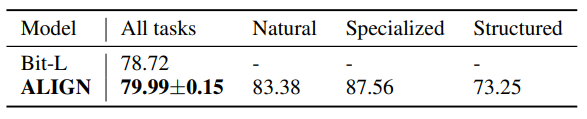 Model All tasks Natural Specialized Structured
Bit-L 78.72 - - -
ALIGN 79.99±0.15 83.38 87.56 73.25